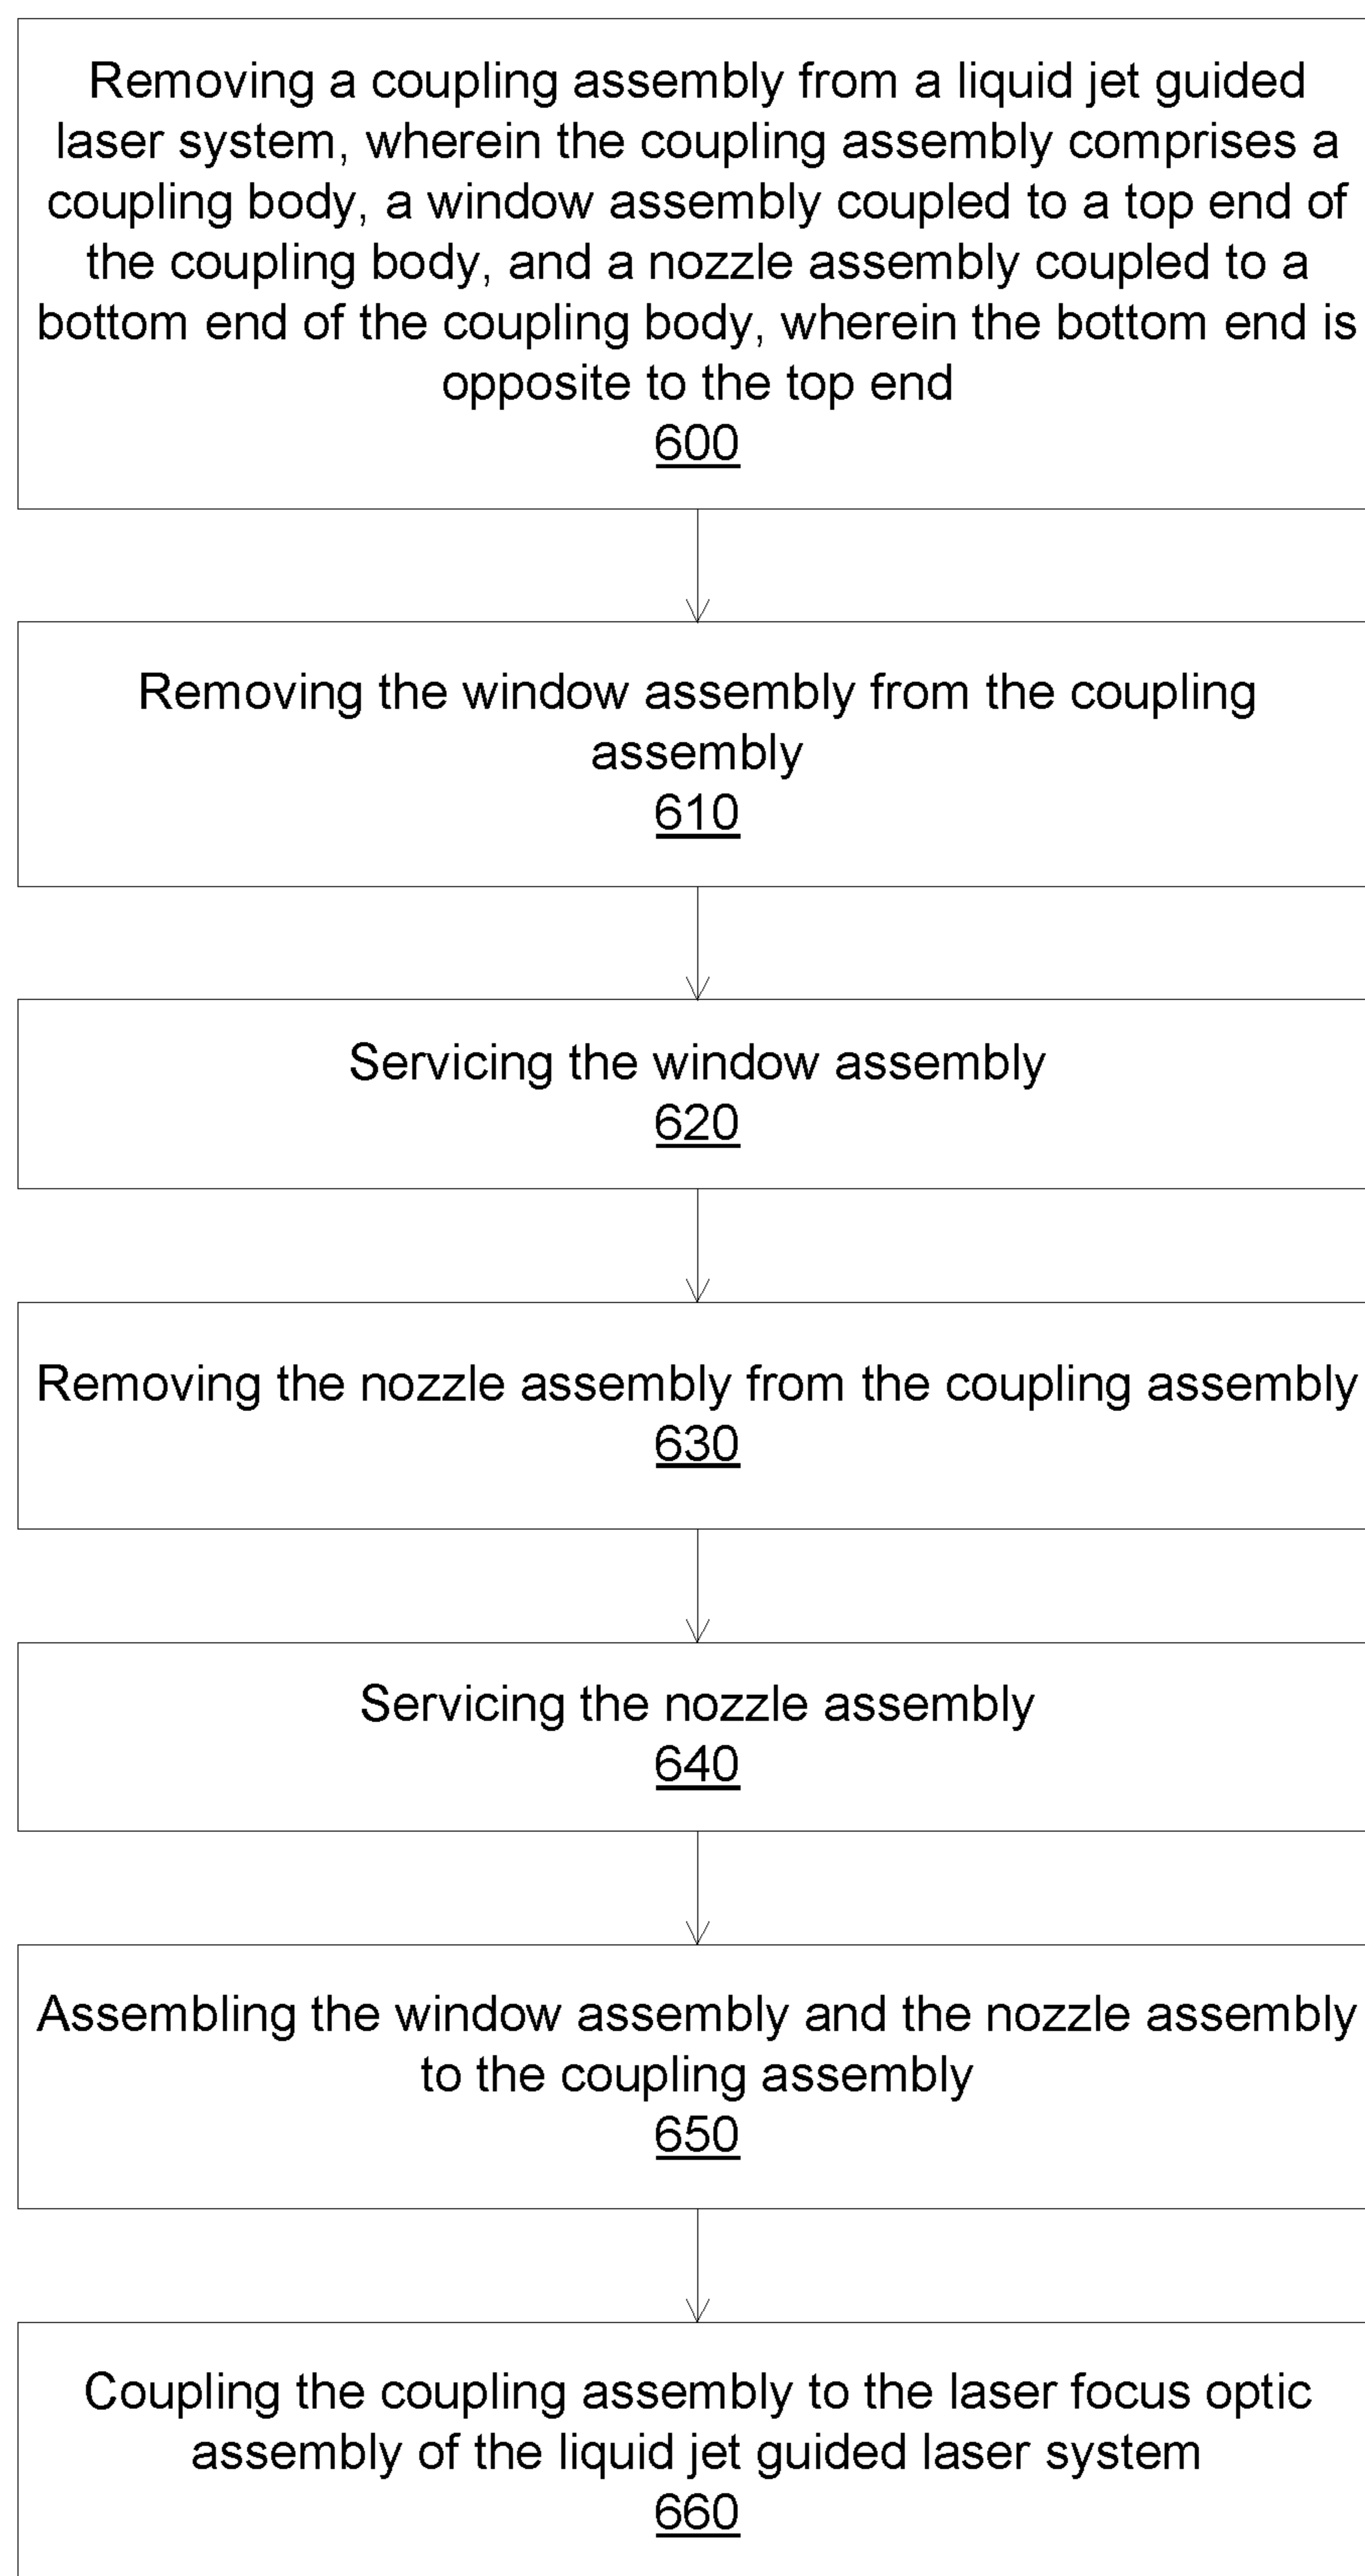 Removing a coupling assembly from a liquid jet guided
laser system, wherein the coupling assembly comprises a
coupling body, a window assembly coupled to a top end of
the coupling body, and a nozzle assembly coupled to a
bottom end of the coupling body, wherein the bottom end is
opposite to the top end
600
Removing the window assembly from the coupling
assembly
610
Servicing the window assembly
620
Removing the nozzle assembly from the coupling assembly
630
Servicing the nozzle assembly
640
Assembling the window assembly and the nozzle assembly
to the coupling assembly
650
Coupling the coupling assembly to the laser focus optic
assembly of the liquid jet guided laser system
660